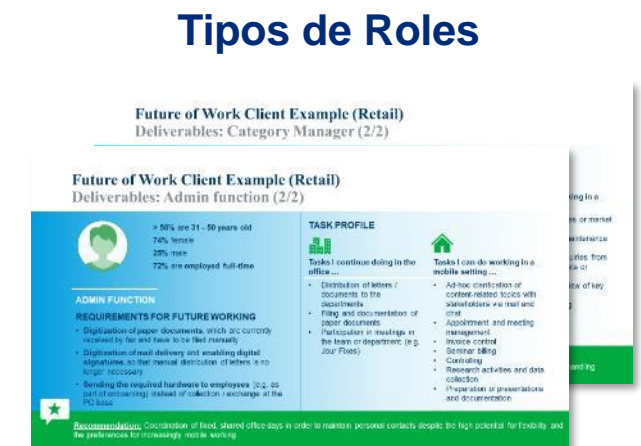 Tipos de Roles
Future of Work Client Example (Retail)
Deliverables: Category Manager (2/2)
Future of Work Client Example (Retail)
Deliverables: Admin function (2/2)
> 50% are 31 - 50 years old
74% female
25% male
72% are employed full-time
ADMIN FUNCTION
REQUIREMENTS FOR FUTURE WORKING
• Digitization of paper documents, which are currently
received by fax and have to be filed manually
• Digitization of mail delivery and enabling digital
signatures, so that manual distribution of letters is no
longer necessary
• Sending the required hardware to employees (e.g. as
part of onboarding) instead of collection / exchange at the
PC base
TASK PROFILE
Tasks I continue doing in the
office ...
• Distribution of letters /
documents to the
departments
• Filing and documentation of
paper documents
• Participation in meetings in
the team or department (e.g.
Jour Fixes)
Tasks I can do working in a
mobile setting ...
• Ad-hoc clarification of
content-related topics with
stakeholders via mail and
chat
• Appointment and meeting
management
• Invoice control
• Seminar billing
• Controlling
• Research activities and data
collection
• Preparation of presentations
and documentation
Recommendation: Coordination of fixed, shared office days in order to maintain personal contacts despite the high potential for flexibility and
the preferences for increasingly mobile working
in a
or market
from
or
of key